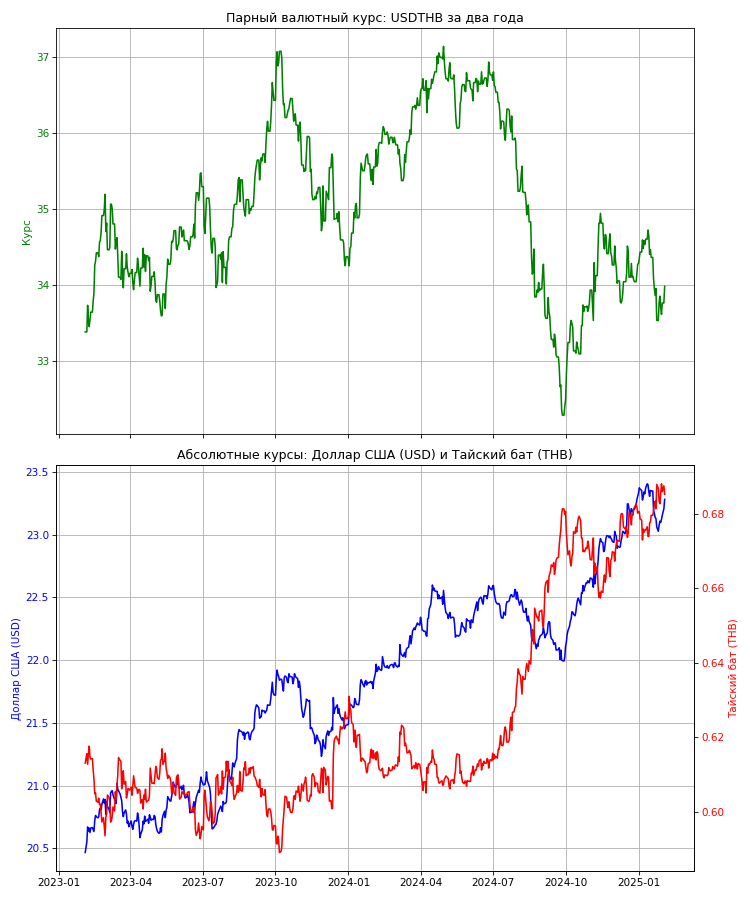 Парный валютный курс: USDTHB за два года
37
36
35
34
33
Курс
Абсолютные курсы: Доллар США (USD) и Тайский бат (THB)
23.5
23.0
22.5
22.0
21.5
21.0
20.5
Доллар США (USD)
0.68
0.66
0.64
0.62
0.60
Тайский бат (THB)
2023-01 2023-04 2023-07 2023-10 2024-01 2024-04 2024-07 2024-10 2025-01